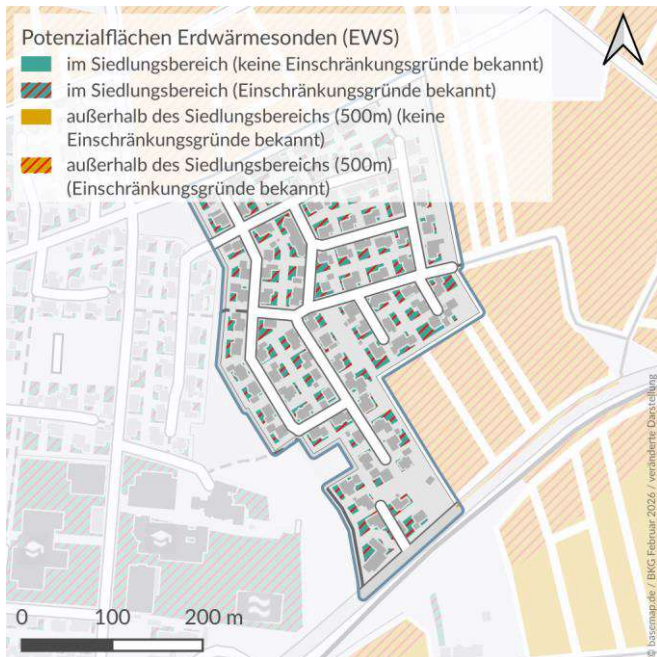 Potenzialflächen Erdwärmesonden (EWS)
im Siedlungsbereich (keine Einschränkungsgründe bekannt)
im Siedlungsbereich (Einschränkungsgründe bekannt)
außerhalb des Siedlungsbereichs (500m) (keine
Einschränkungsgründe bekannt)
außerhalb des Siedlungsbereichs (500m)
(Einschränkungsgründe bekannt)
0 100 200 m
© basemap.de / BKG Februar 2026 / veränderte Darstellung